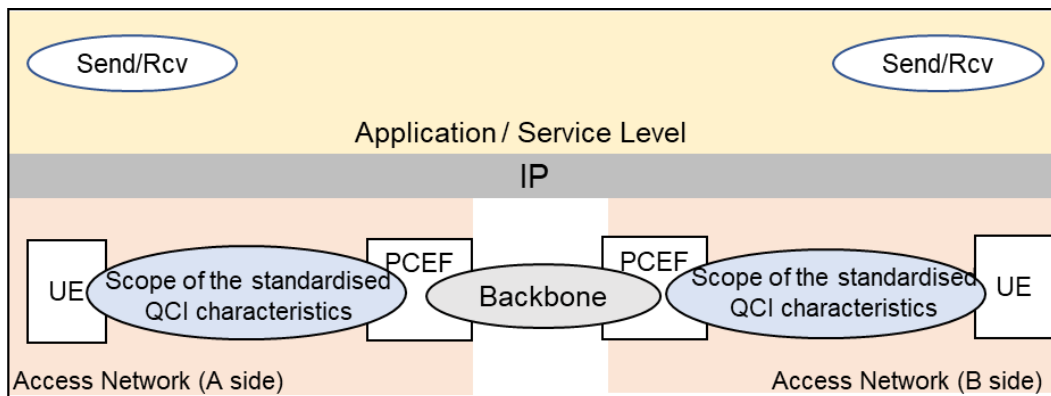 Send/Rcv
Send/Rcv
Application / Service Level
IP
UE
Scope of the standardised
QCI characteristics
PCEF
Backbone
PCEF
Scope of the standardised
QCI characteristics
UE
Access Network (A side)
Access Network (B side)